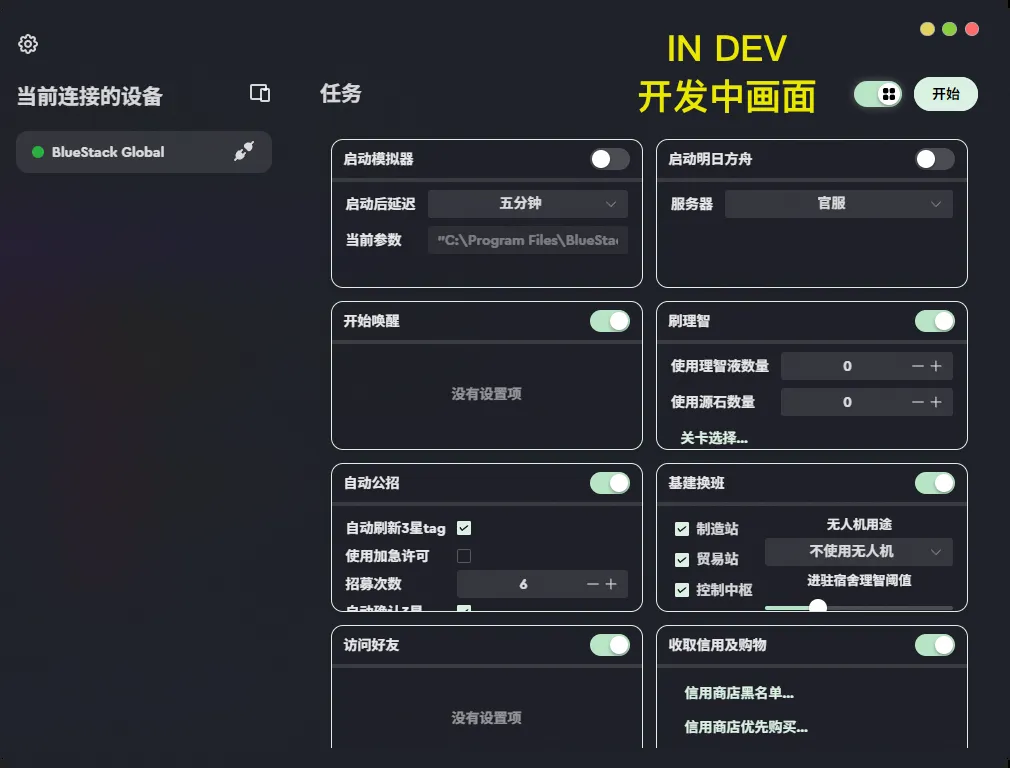 IN DEV
开发中画面
当前连接的设备
任务
开始
BlueStack Global
启动模拟器
启动后延迟 五分钟
当前参数 "C:\Program Files\BlueSta
启动明日方舟
服务器 官服
开始唤醒
没有设置项
刷理智
使用理智液数量 0
使用源石数量 0
关卡选择...
自动公招
自动刷新3星tag
使用加急许可
招募次数 6
自动确认3星
基建换班
制造站
贸易站
控制中枢
无人机用途
不使用无人机
进驻宿舍理智阈值
访问好友
没有设置项
收取信用及购物
信用商店黑名单...
信用商店优先购买...